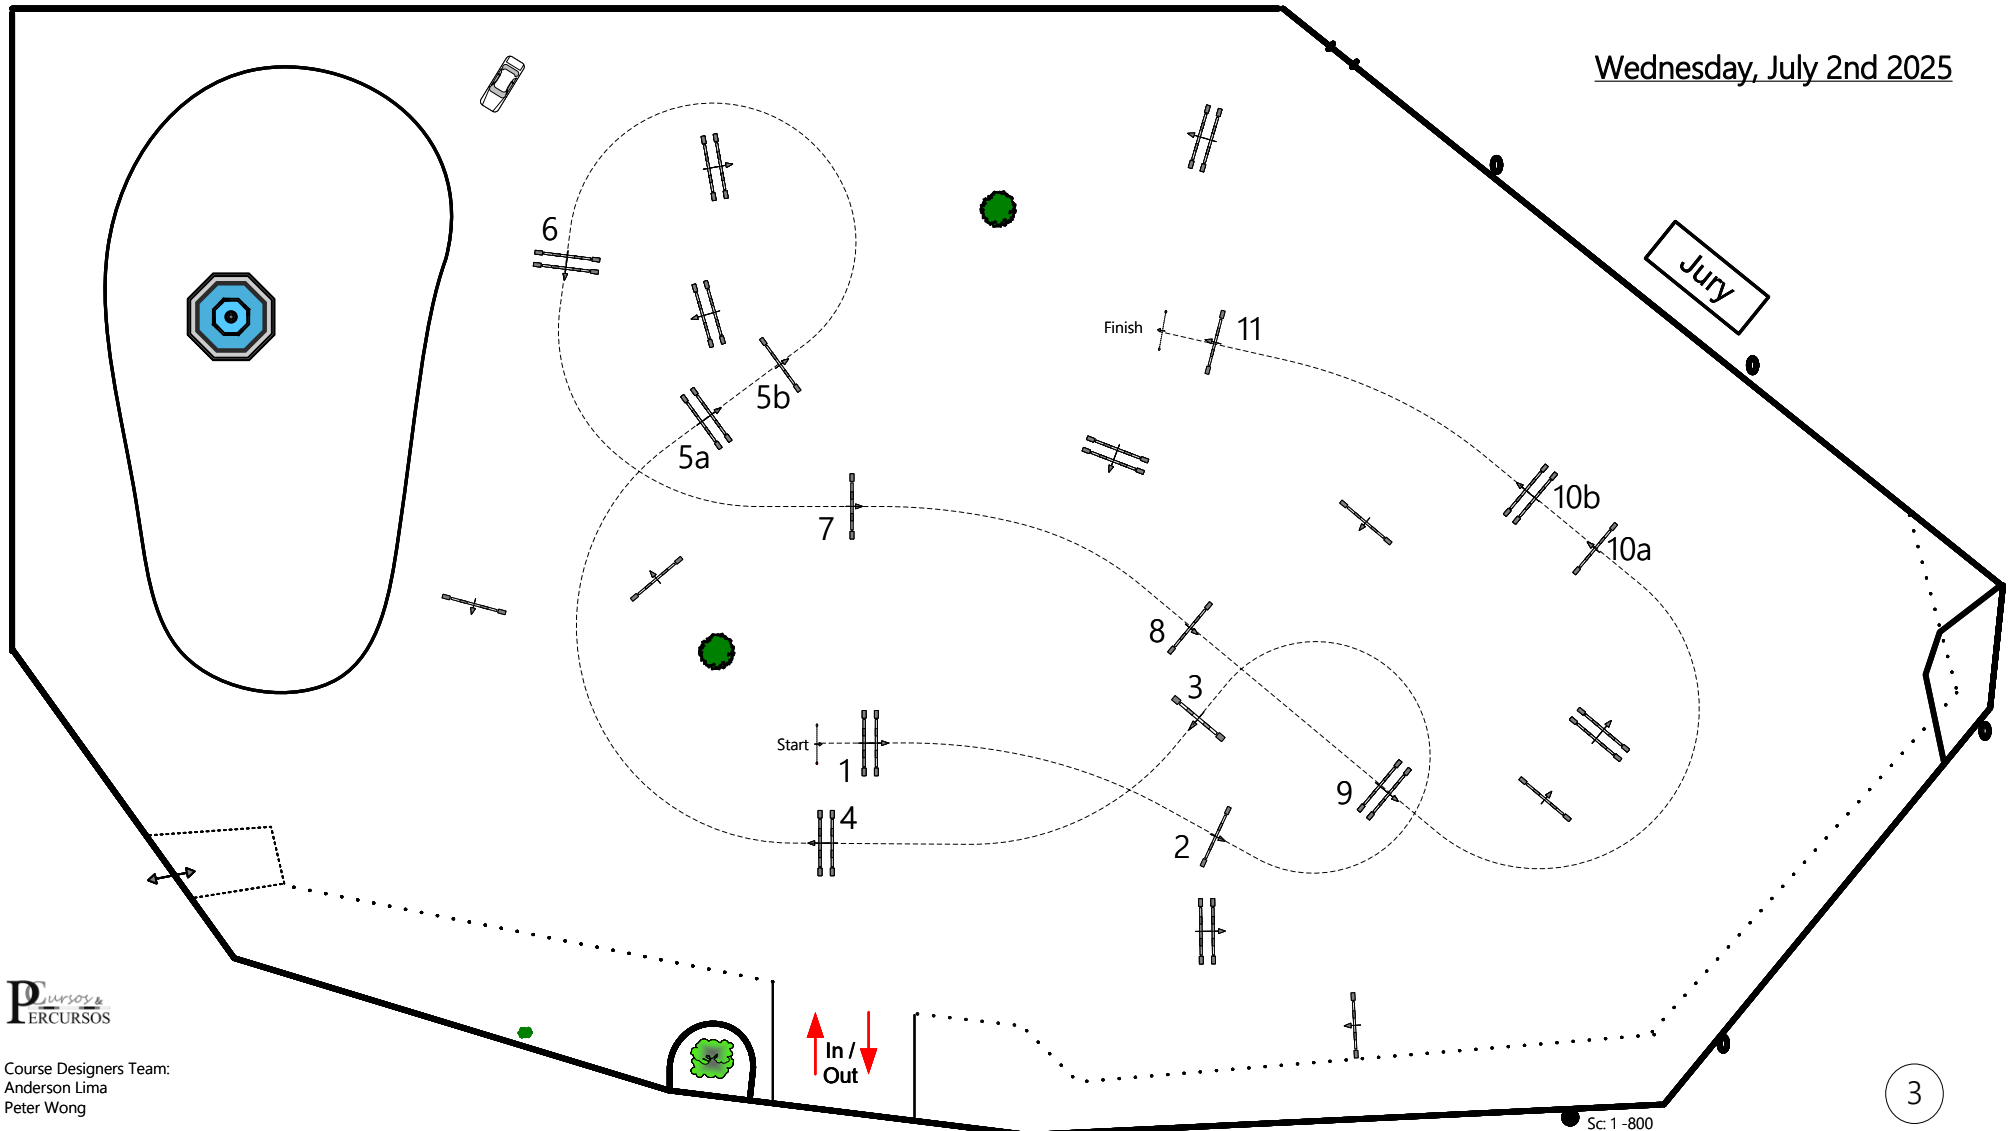 Wednesday, July 2nd 2025
Jury
6
Finish
11
5b
5a
10b
7
10a
8
3
Start
1
9
4
2
PCursos &
PERCURSOS
In /
Out
Course Designers Team:
Anderson Lima
Peter Wong
3
Sc: 1 -800